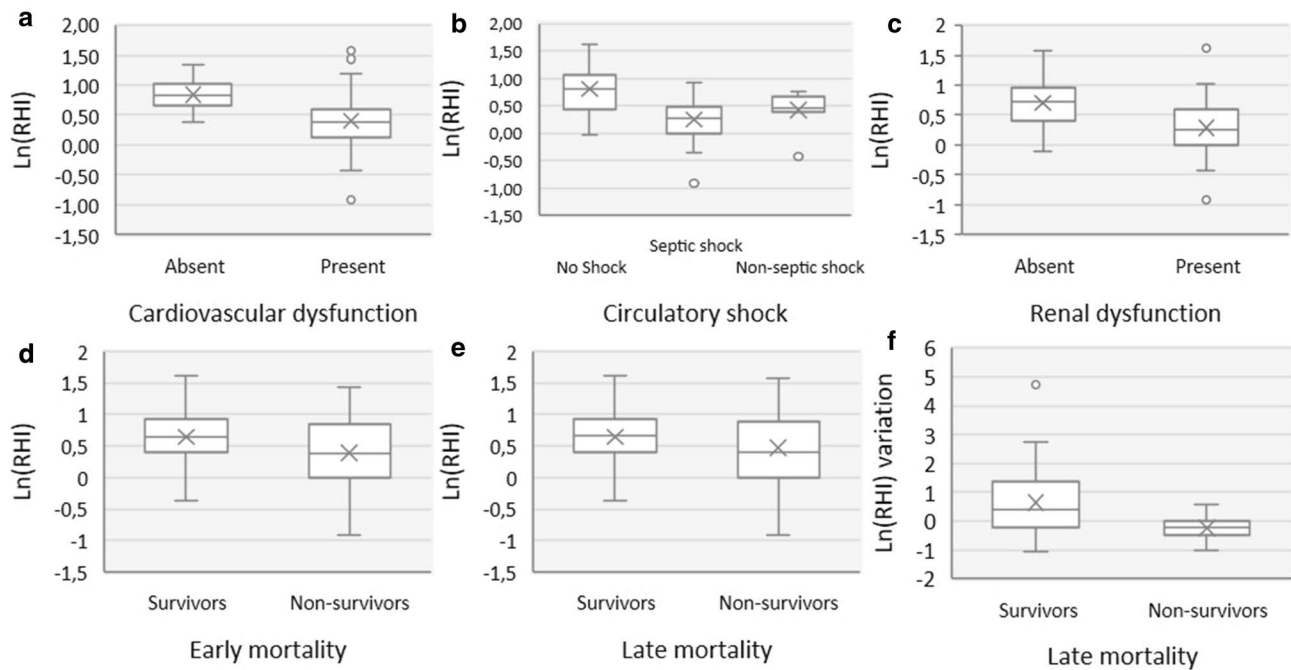 a
Ln(RHI)
2,00
1,50
1,00
0,50
0,00
-0,50
-1,00
-1,50
Absent Present
Cardiovascular dysfunction
b
Ln(RHI)
2,00
1,50
1,00
0,50
0,00
-0,50
-1,00
-1,50
Septic shock
No Shock Non-septic shock
Circulatory shock
c
Ln(RHI)
2
1,5
1
0,5
0
-0,5
-1
-1,5
Absent Present
Renal dysfunction
d
Ln(RHI)
2
1,5
1
0,5
0
-0,5
-1
-1,5
Survivors Non-survivors
Early mortality
e
Ln(RHI)
2
1,5
1
0,5
0
-0,5
-1
-1,5
Survivors Non-survivors
Late mortality
f
Ln(RHI) variation
6
5
4
3
2
1
0
-1
-2
Survivors Non-survivors
Late mortality